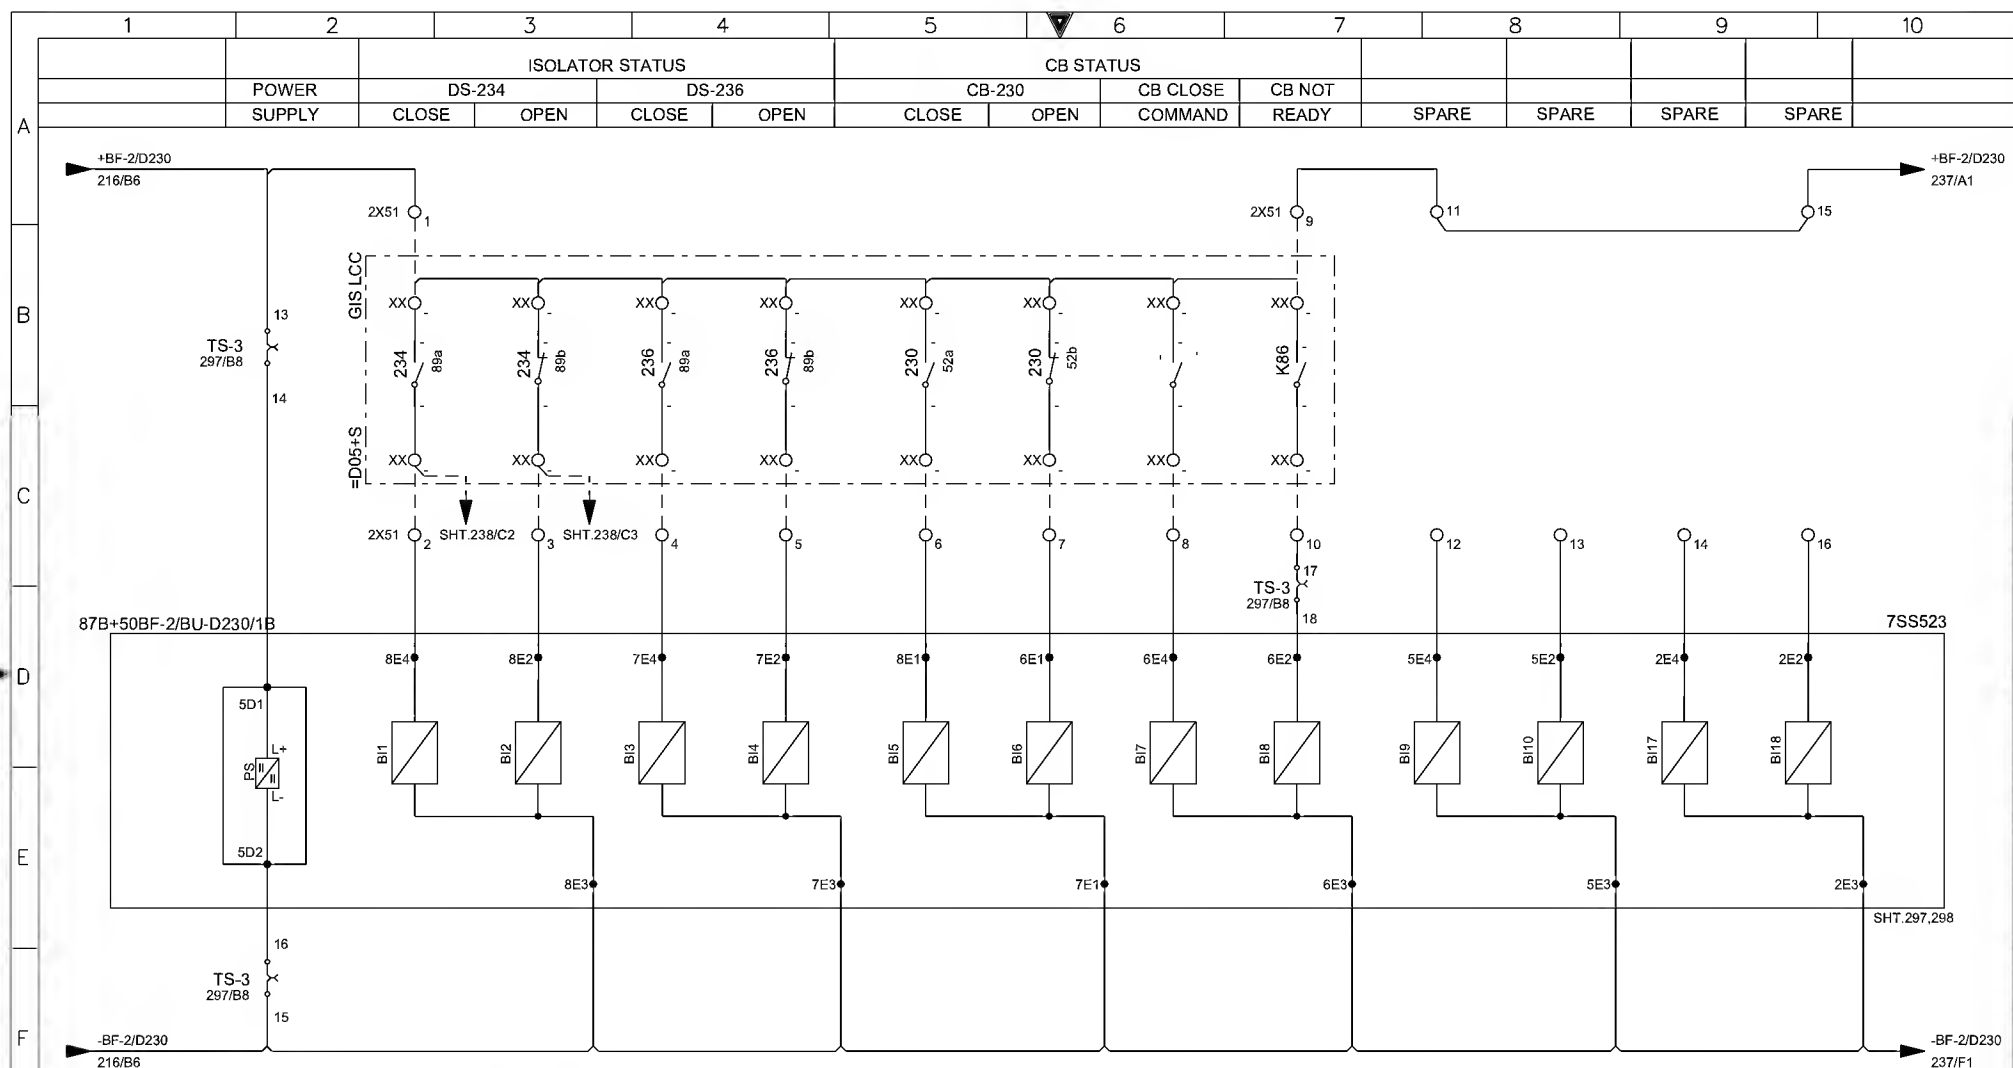 1 2 3 4 5 6 7 8 9 10
ISOLATOR STATUS CB STATUS
POWER DS-234 DS-236 CB-230 CB CLOSE CB NOT
SUPPLY CLOSE OPEN CLOSE OPEN CLOSE OPEN COMMAND READY SPARE SPARE SPARE SPARE
A
+BF-2/D230 +BF-2/D230
216/B6 237/A1
2X51 1 2X51 9 11 15
GIS LCC
B
XX XX XX XX XX XX XX XX
13
TS-3
297/B8
14
234 89a 234 89b 236 89a 236 89b 230 52a 230 52b K86
=D05+S
XX XX XX XX XX XX XX XX
C
2X51 2 SHT.238/C2 3 SHT.238/C3 4 5 6 7 8 10 12 13 14 16
17
TS-3
297/B8
18
87B+50BF-2/BU-D230/1B 7SS523
D
8E4 8E2 7E4 7E2 8E1 6E1 6E4 6E2 5E4 5E2 2E4 2E2
5D1
L+
PS
L-
BI1 BI2 BI3 BI4 BI5 BI6 BI7 BI8 BI9 BI10 BI17 BI18
E
5D2
8E3 7E3 7E1 6E3 5E3 2E3
SHT.297,298
16
TS-3
297/B8
15
F
-BF-2/D230 -BF-2/D230
216/B6 237/F1